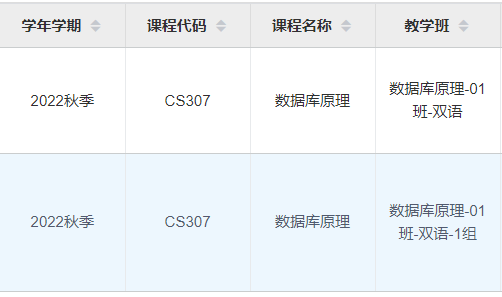 学年学期 课程代码 课程名称 教学班
2022秋季 CS307 数据库原理 数据库原理-01
班-双语
2022秋季 CS307 数据库原理 数据库原理-01
班-双语-1组